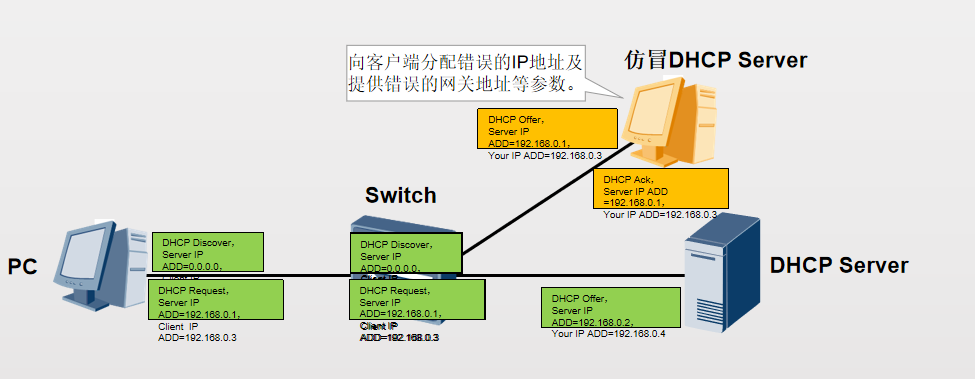 向客户端分配错误的IP地址及
提供错误的网关地址等参数。
仿冒DHCP Server
DHCP Offer，
Server IP
ADD=192.168.0.1，
Your IP ADD=192.168.0.3
DHCP Ack，
Server IP ADD
=192.168.0.1，
Your IP ADD=192.168.0.3
Switch
PC
DHCP Discover，
Server IP
ADD=0.0.0.0，
Client IP
DHCP Request，
Server IP
ADD=192.168.0.1，
Client IP
ADD=192.168.0.3
DHCP Discover，
Server IP
ADD=0.0.0.0，
Client IP
DHCP Request，
Server IP
ADD=192.168.0.1，
Client IP
ADD=192.168.0.3
DHCP Offer，
Server IP
ADD=192.168.0.2，
Your IP ADD=192.168.0.4
DHCP Server